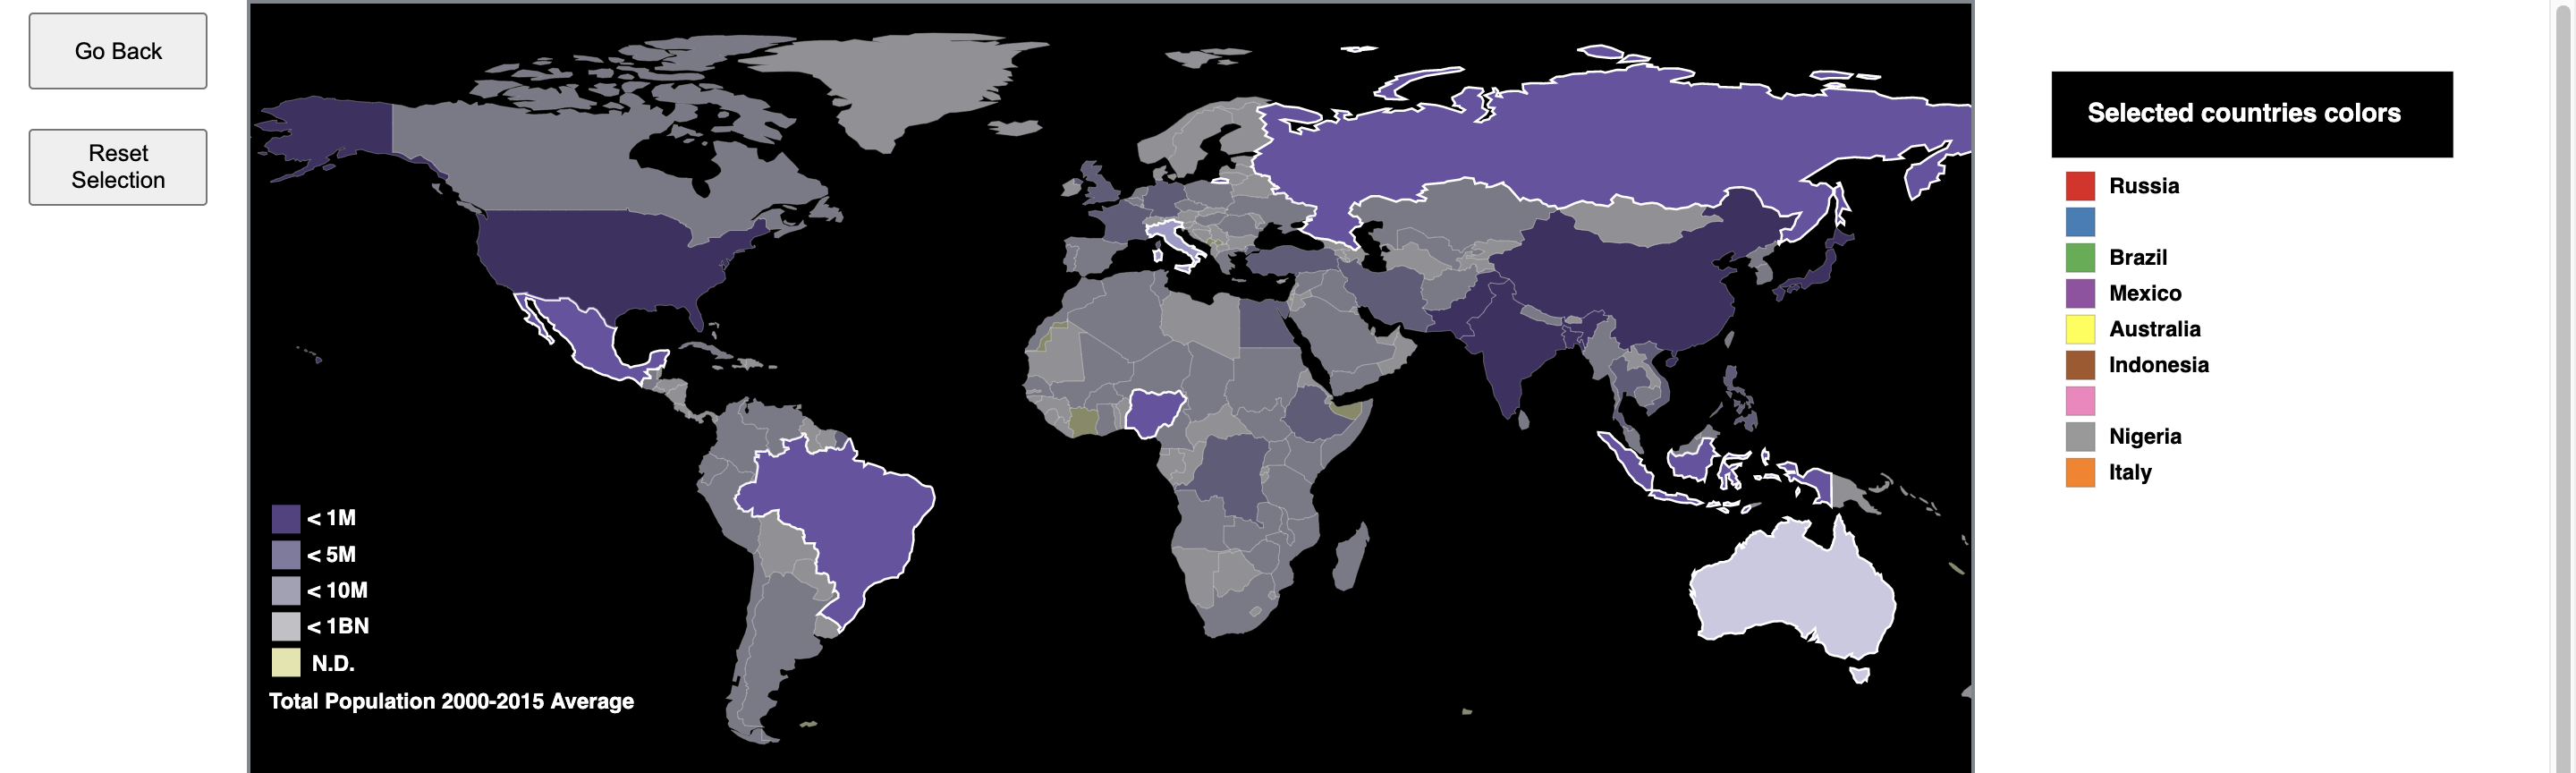 Go Back
Reset
Selection
< 1M
< 5M
< 10M
< 1BN
N.D.
Total Population 2000-2015 Average
Selected countries colors
Russia
Brazil
Mexico
Australia
Indonesia
Nigeria
Italy